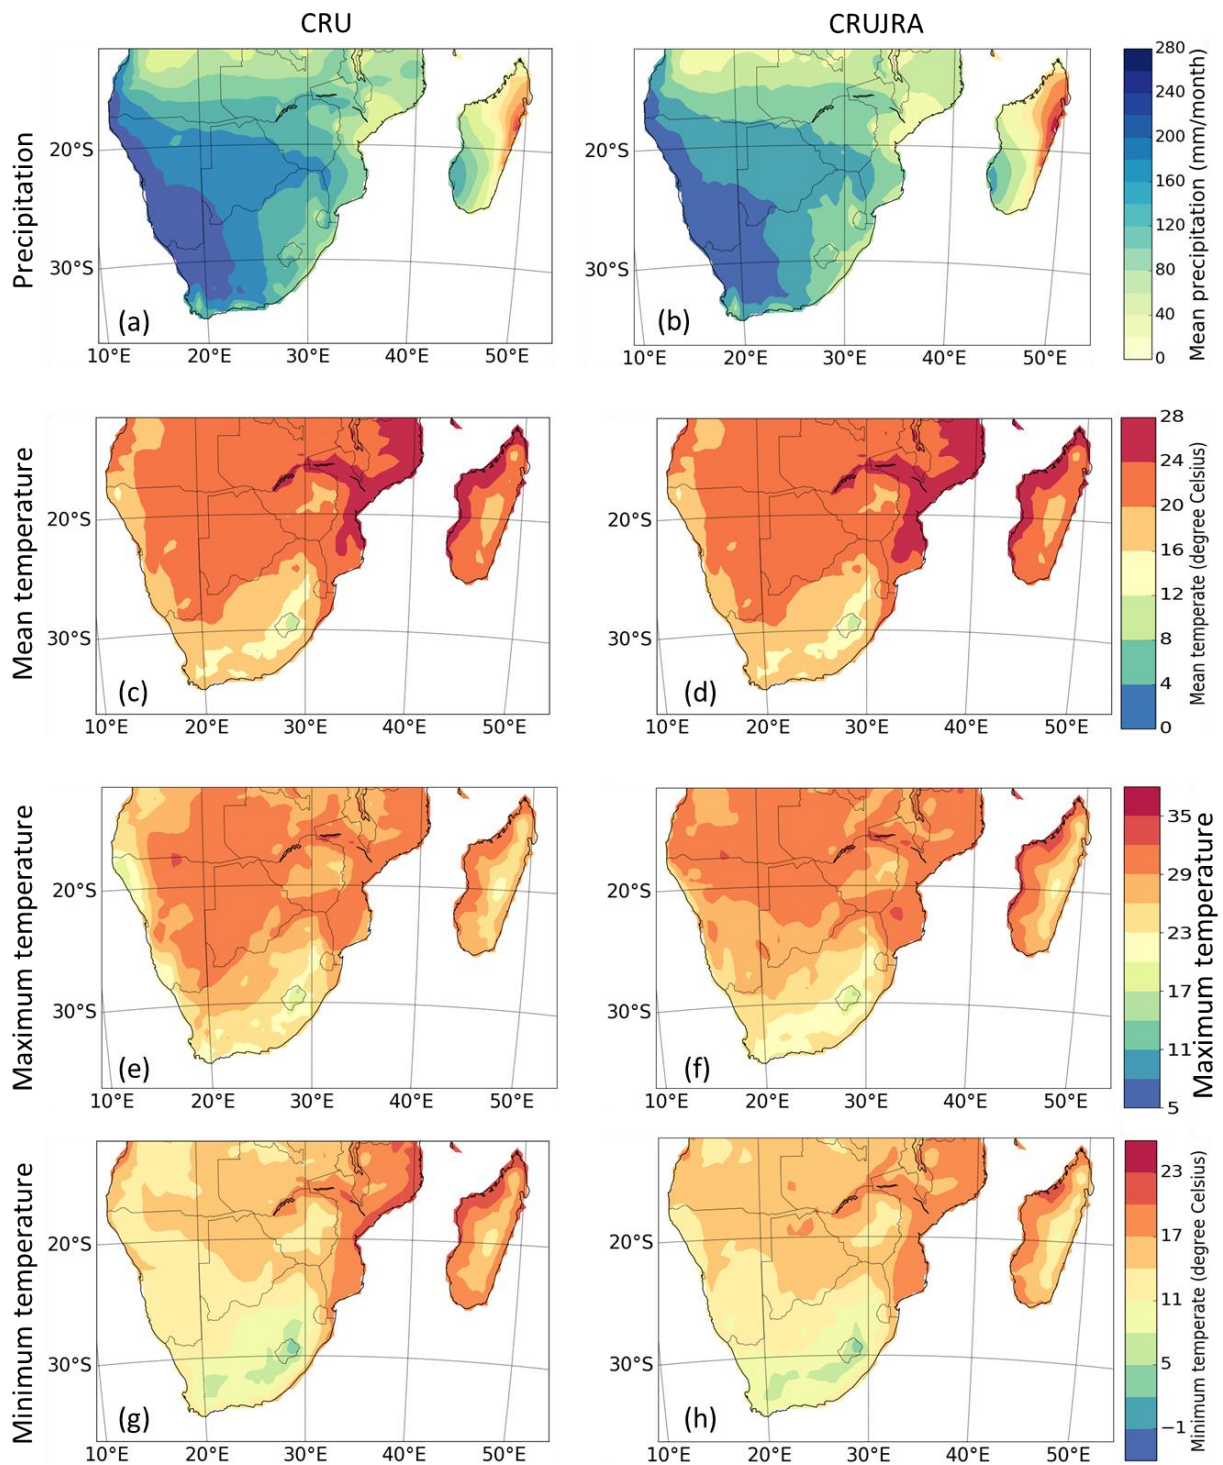 CRU
CRUJRA
Precipitation
20°S
30°S
(a)
10°E 20°E 30°E 40°E 50°E
20°S
30°S
(b)
10°E 20°E 30°E 40°E 50°E
280
240
200
160
120
80
40
0
Mean precipitation (mm/month)
Mean temperature
20°S
30°S
(c)
10°E 20°E 30°E 40°E 50°E
20°S
30°S
(d)
10°E 20°E 30°E 40°E 50°E
28
24
20
16
12
8
4
0
Mean temperate (degree Celsius)
Maximum temperature
20°S
30°S
(e)
10°E 20°E 30°E 40°E 50°E
20°S
30°S
(f)
10°E 20°E 30°E 40°E 50°E
35
29
23
17
11
5
Maximum temperature
Minimum temperature
20°S
30°S
(g)
10°E 20°E 30°E 40°E 50°E
20°S
30°S
(h)
10°E 20°E 30°E 40°E 50°E
23
17
11
5
−1
Minimum temperate (degree Celsius)